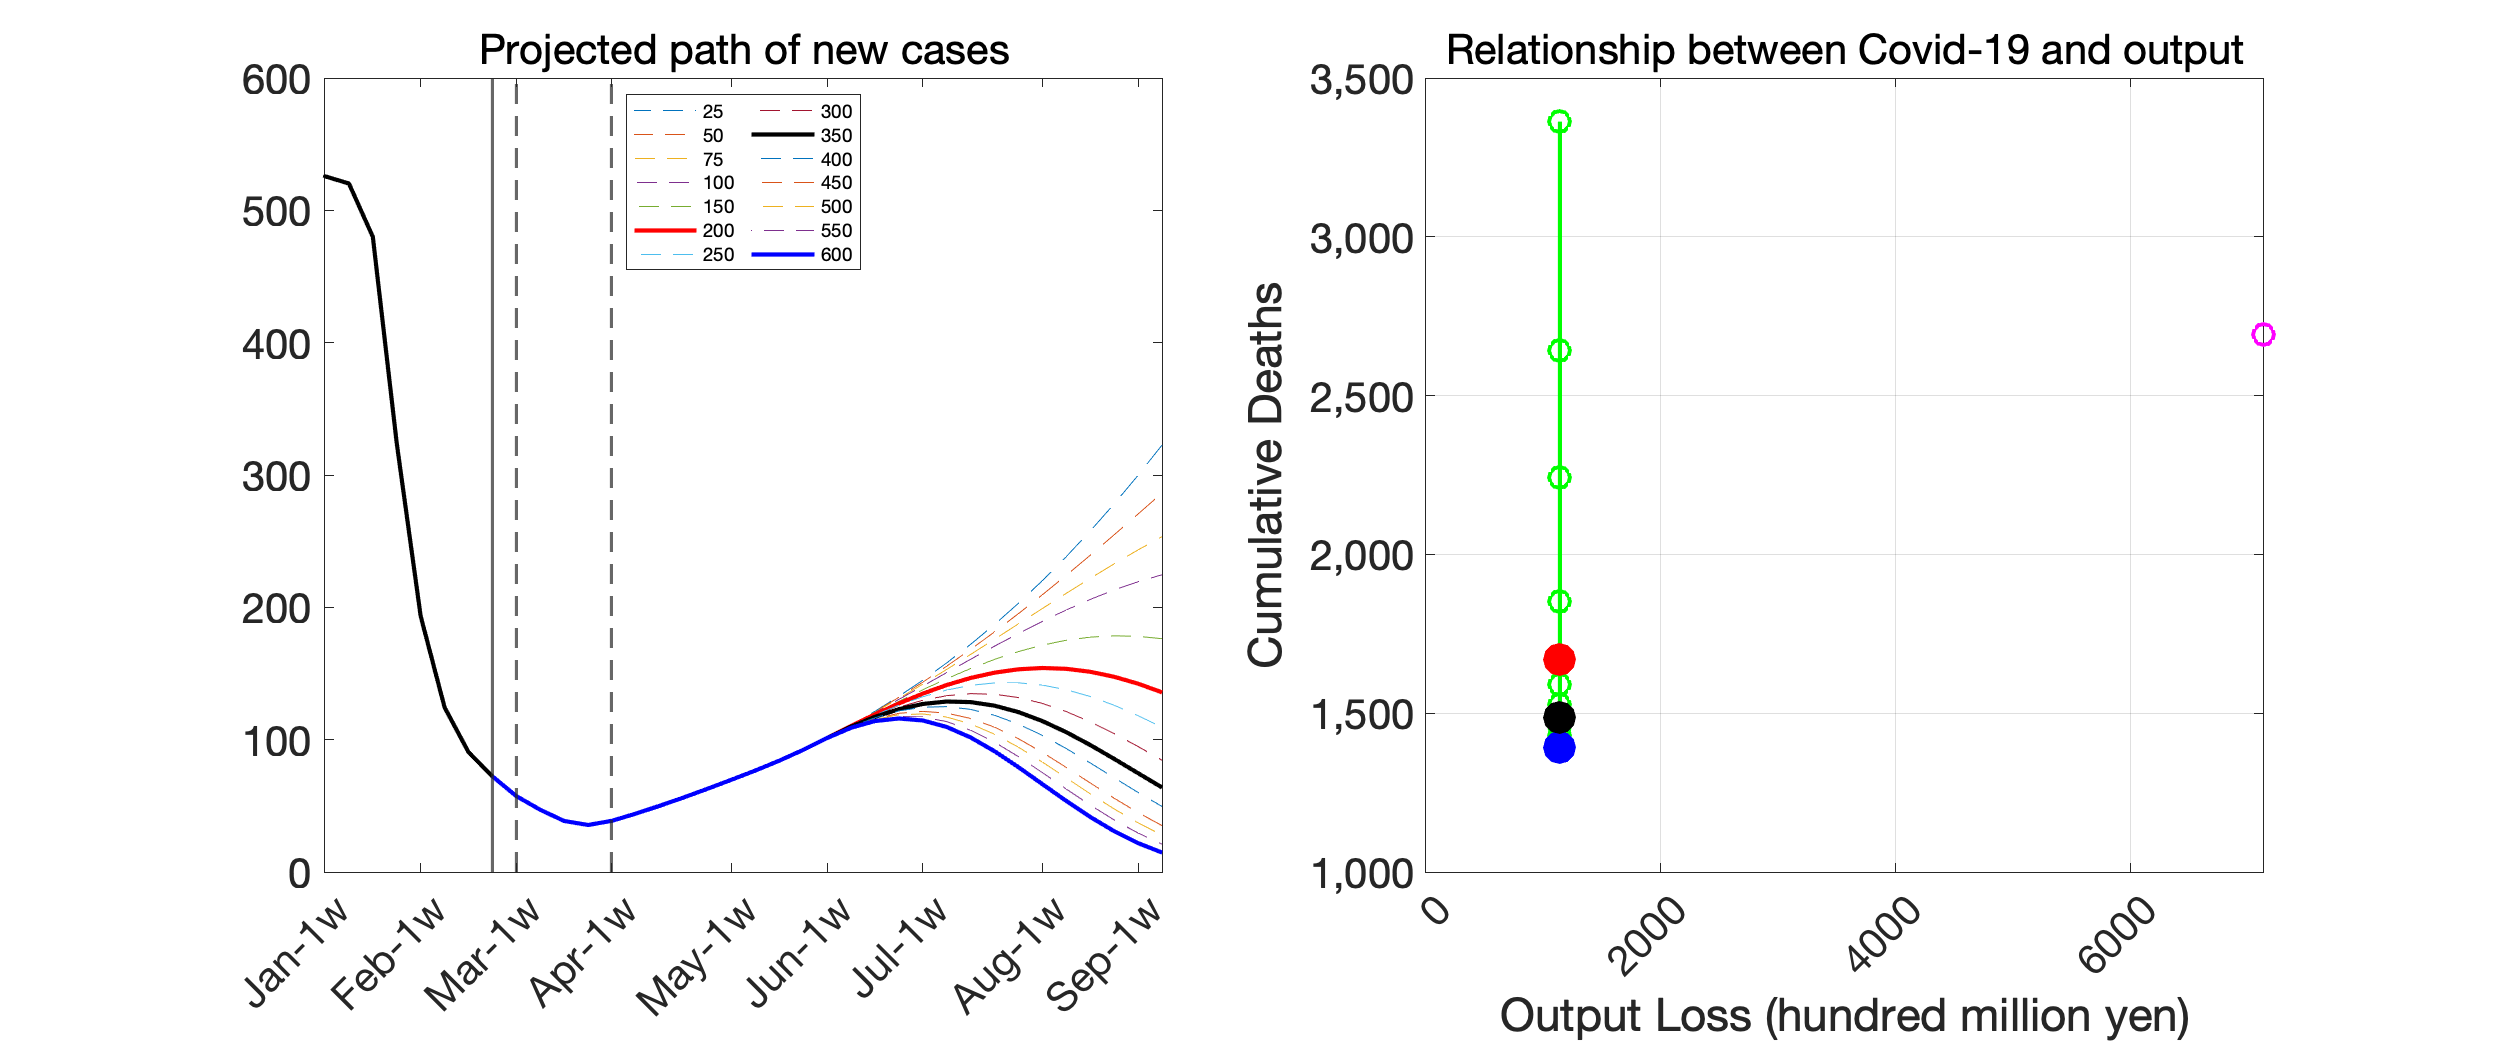 Projected path of new cases
600
500
400
300
200
100
0
25
50
75
100
150
200
250
300
350
400
450
500
550
600
Jan-1w
Feb-1w
Mar-1w
Apr-1w
May-1w
Jun-1w
Jul-1w
Aug-1w
Sep-1w
Relationship between Covid-19 and output
Cumulative Deaths
3,500
3,000
2,500
2,000
1,500
1,000
0
2000
4000
6000
Output Loss (hundred million yen)